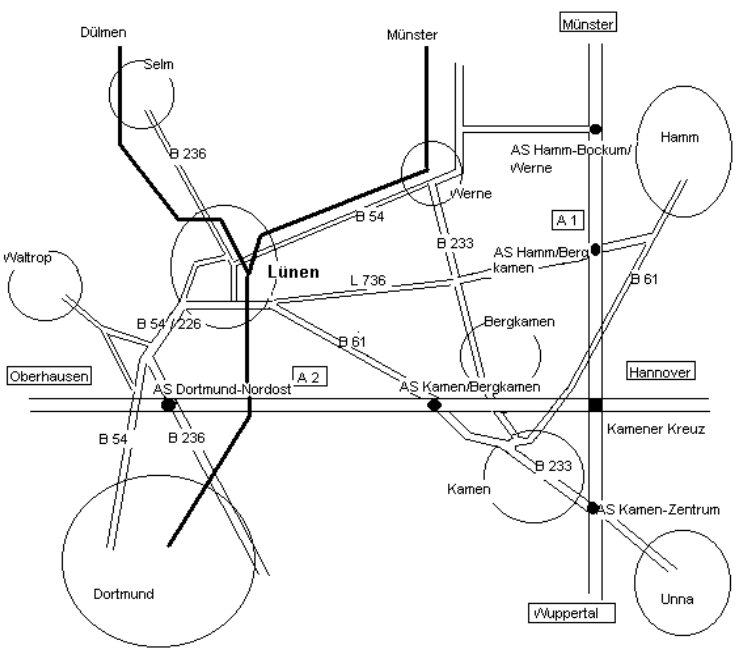 Münster
Dülmen
Münster
Selm
Hamm
AS Hamm-Bockum/
Werne
B 236
Werne
B 54
A 1
B 233
AS Hamm/Berg
kamen
Waltrop
Lünen
L 736
B 61
B 54 / 226
Bergkamen
B 61
Oberhausen
A 2
Hannover
AS Dortmund-Nordost
AS Kamen/Bergkamen
Kamener Kreuz
B 54
B 236
B 233
Kamen
AS Kamen-Zentrum
Dortmund
Unna
Wuppertal